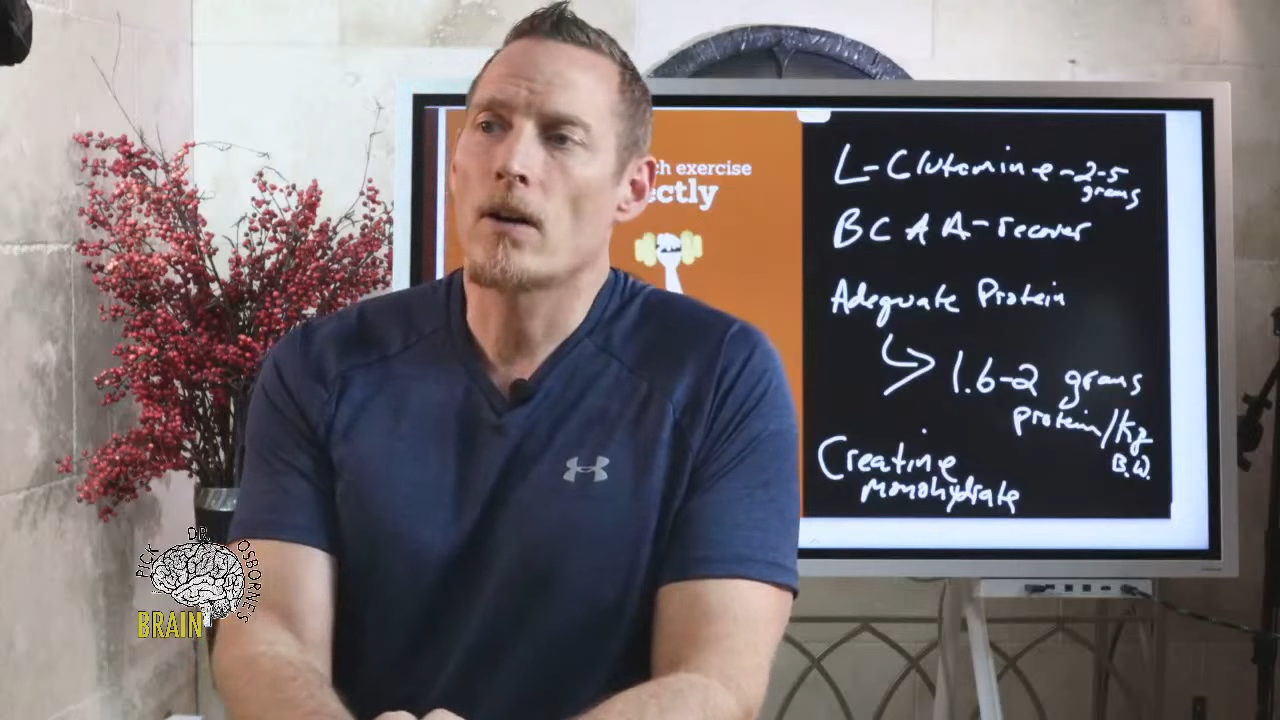 ch exercise
ectly
L-Glutamine-2-5
grams
BCAA-recover
Adequate Protein
1.6-2 grams
protein/kg
B.W.
Creatine
monohydrate
PICK DR. OSBORNE'S
BRAIN